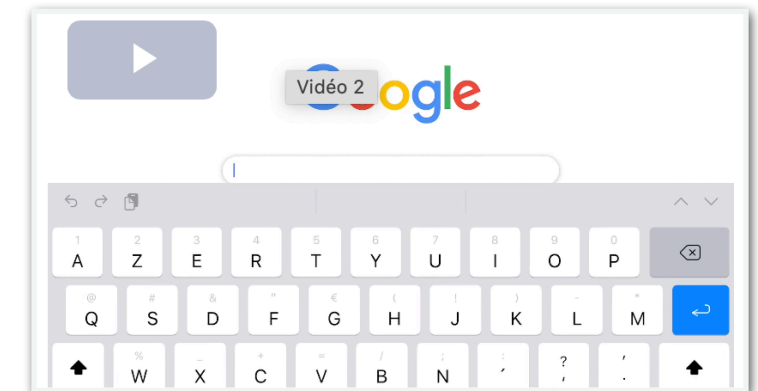 Vidéo 2
Google
1 2 3 4 5 6 7 8 9 0
A Z E R T Y U I O P
@ # & " € ( ! ) - *
Q S D F G H J K L M
% _ + = / ; : ? '
W X C V B N ´ , .